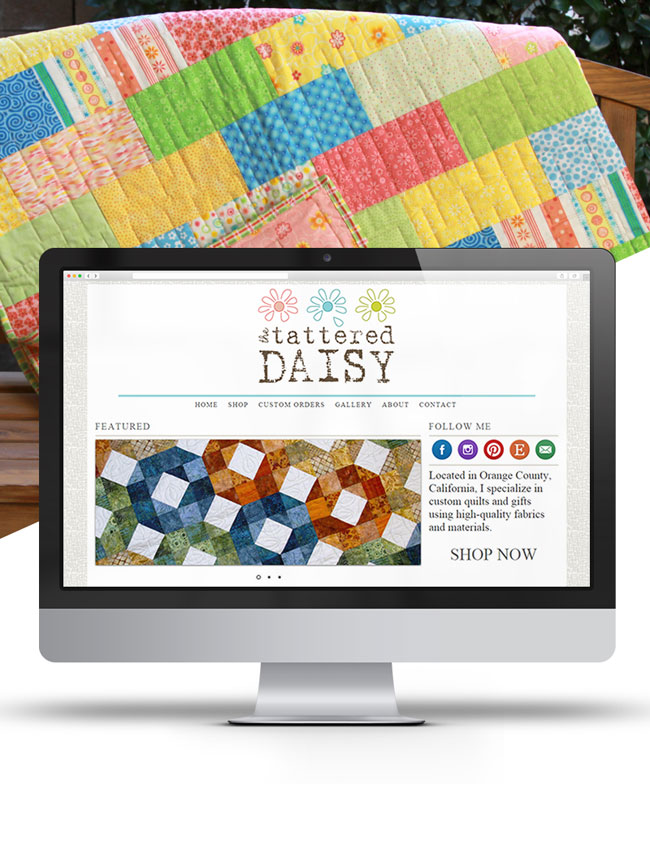 the tattered
DAISY
HOME SHOP CUSTOM ORDERS GALLERY ABOUT CONTACT
FEATURED
FOLLOW ME
f P E
Located in Orange County,
California, I specialize in
custom quilts and gifts
using high-quality fabrics
and materials.
SHOP NOW